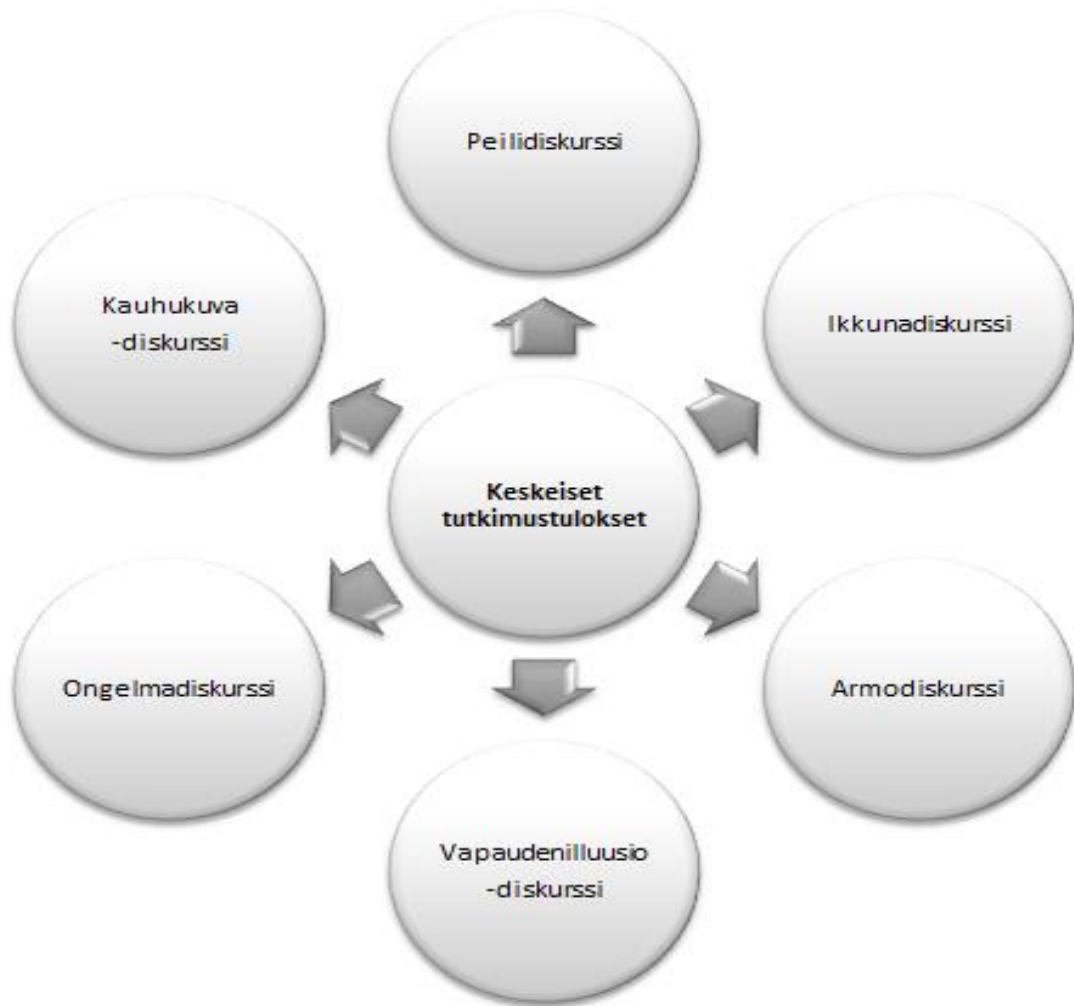 Peilidiskurssi
Kauhukuva
-diskurssi
Ikkunadiskurssi
Keskeiset
tutkimustulokset
Ongelmadiskurssi
Armodiskurssi
Vapaudenilluusio
-diskurssi